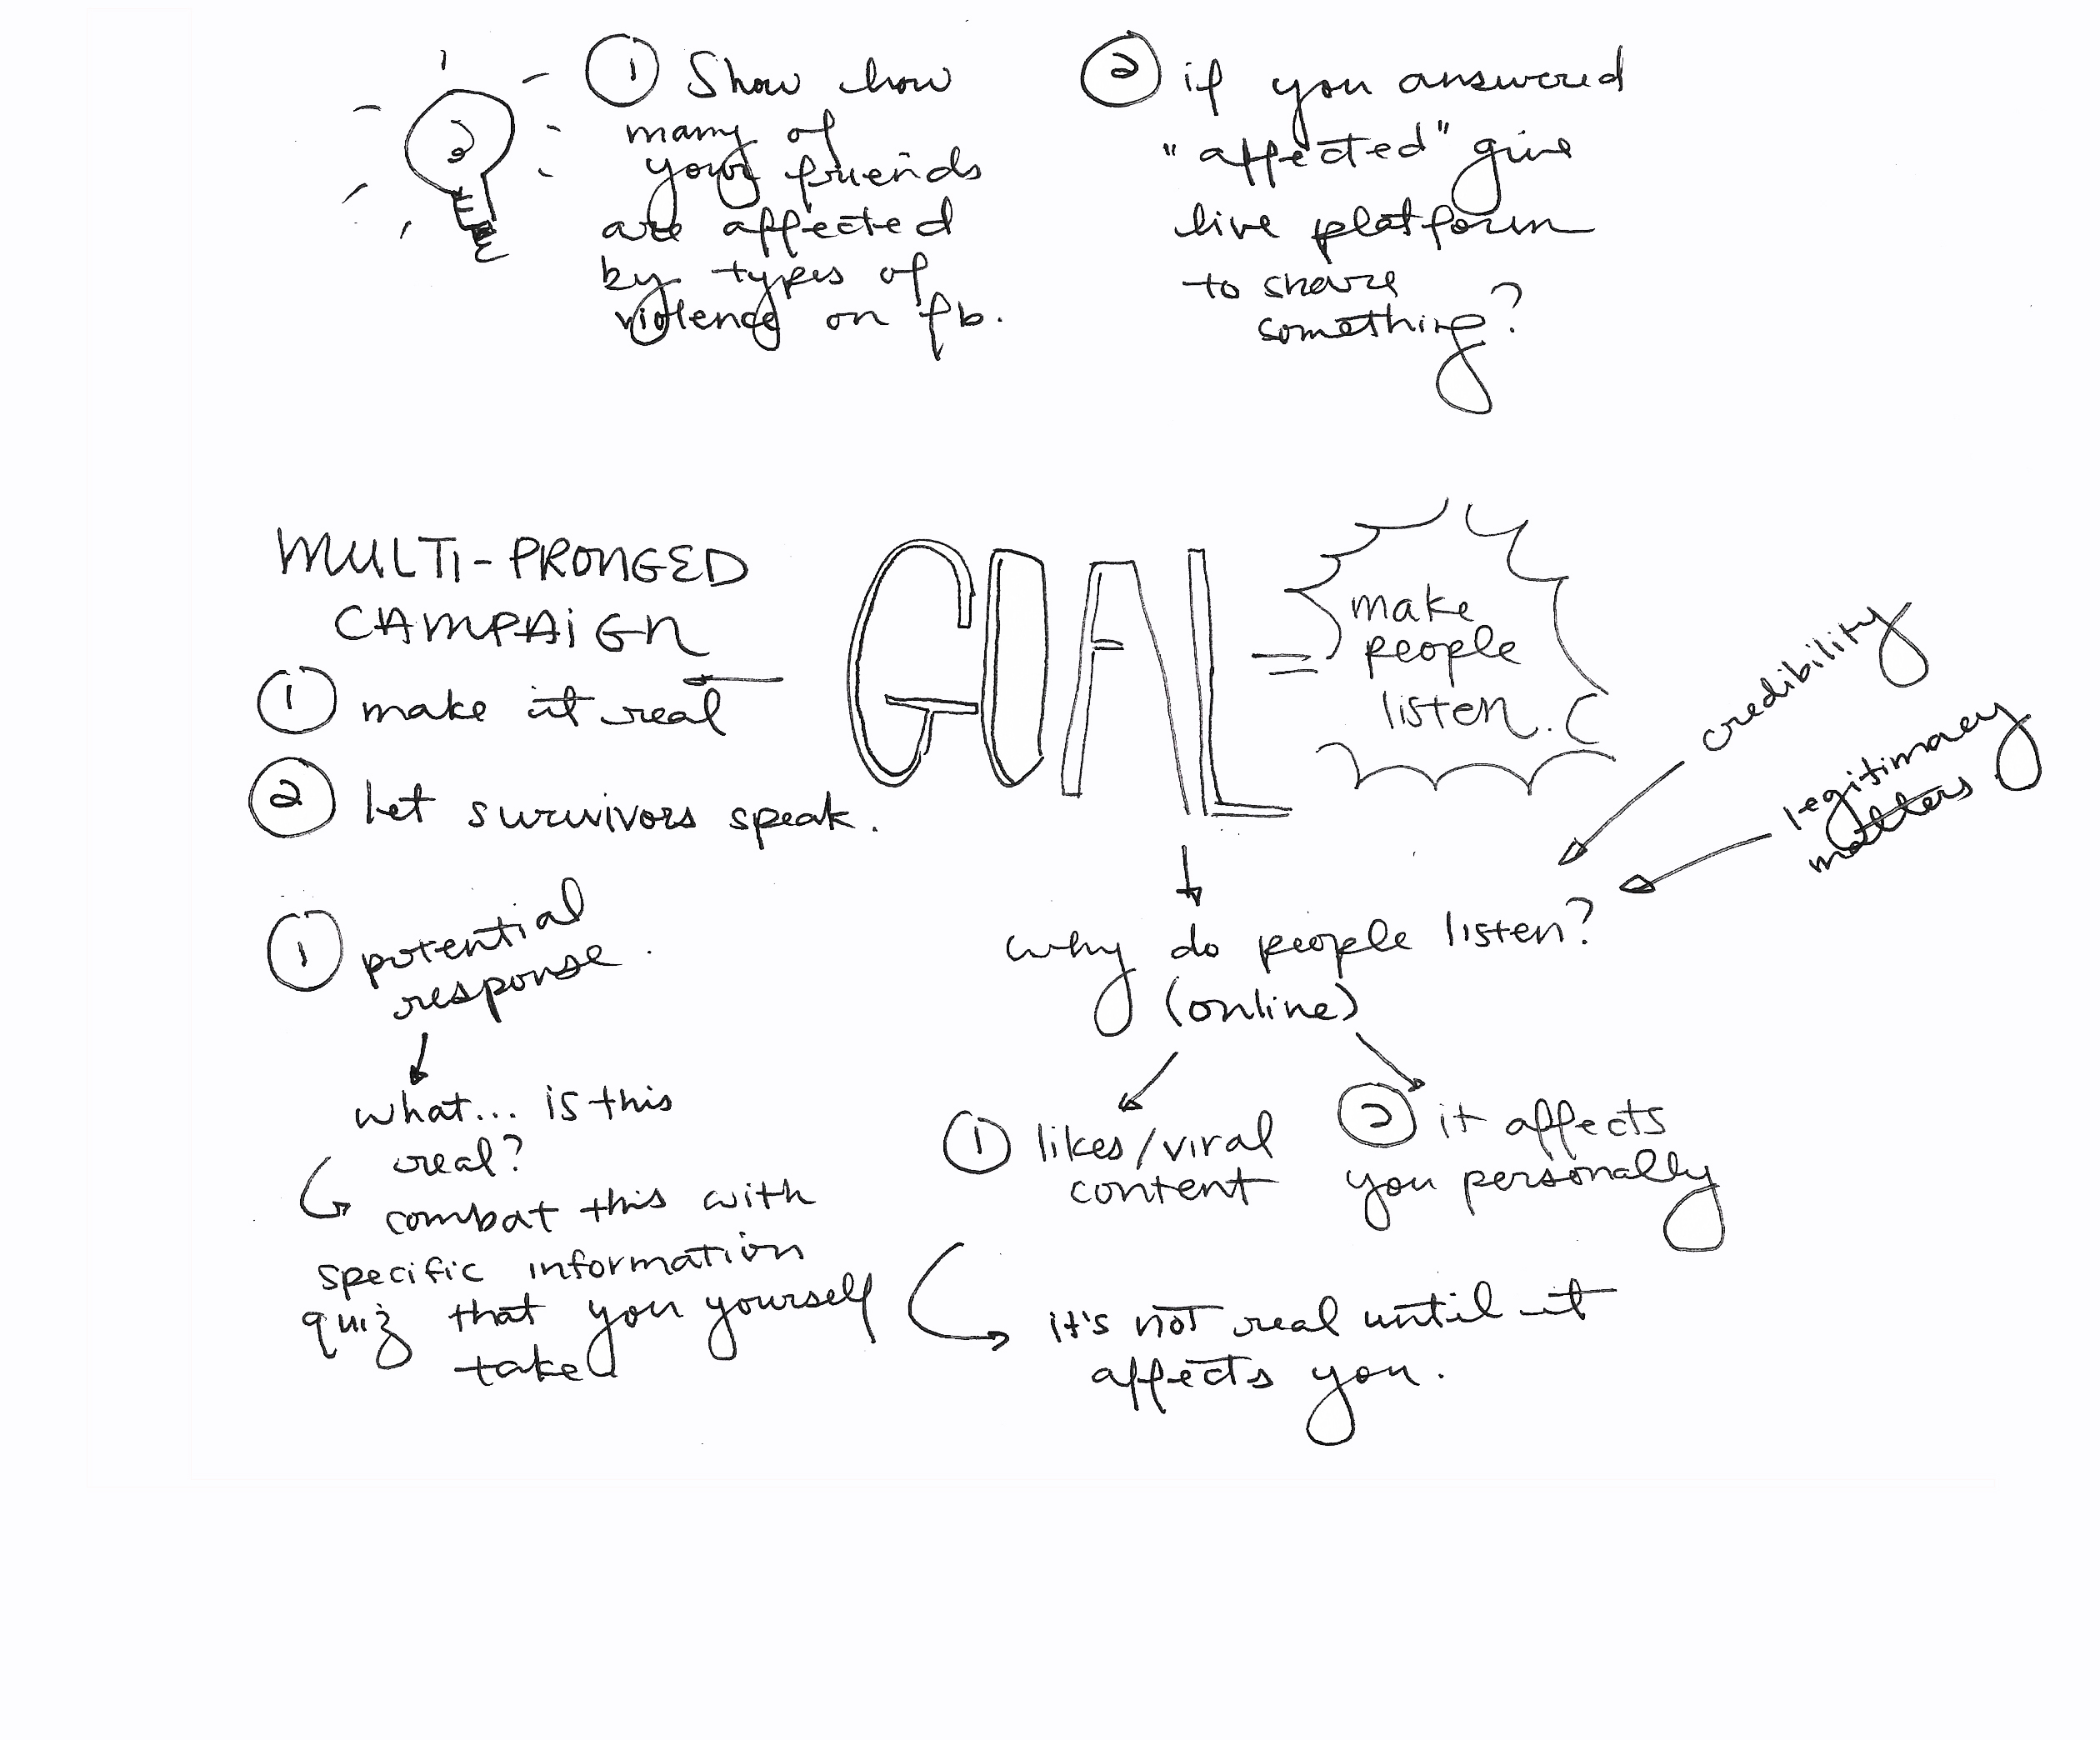 ① Show how
many of
your friends
are affected
by types of
violence on fb.
② if you answered
"affected" give
live platform
to share
something?
MULTI-PRONGED
CAMPAIGN
① make it real
② let survivors speak.
GOAL
=
make
people
listen.
credibility
legitimacy
matters
① potential
response.
what... is this
real?
combat this with
specific information
quiz that you yourself
take
why do people listen?
(online)
① likes/viral
content
② it affects
you personally
it's not real until it
affects you.